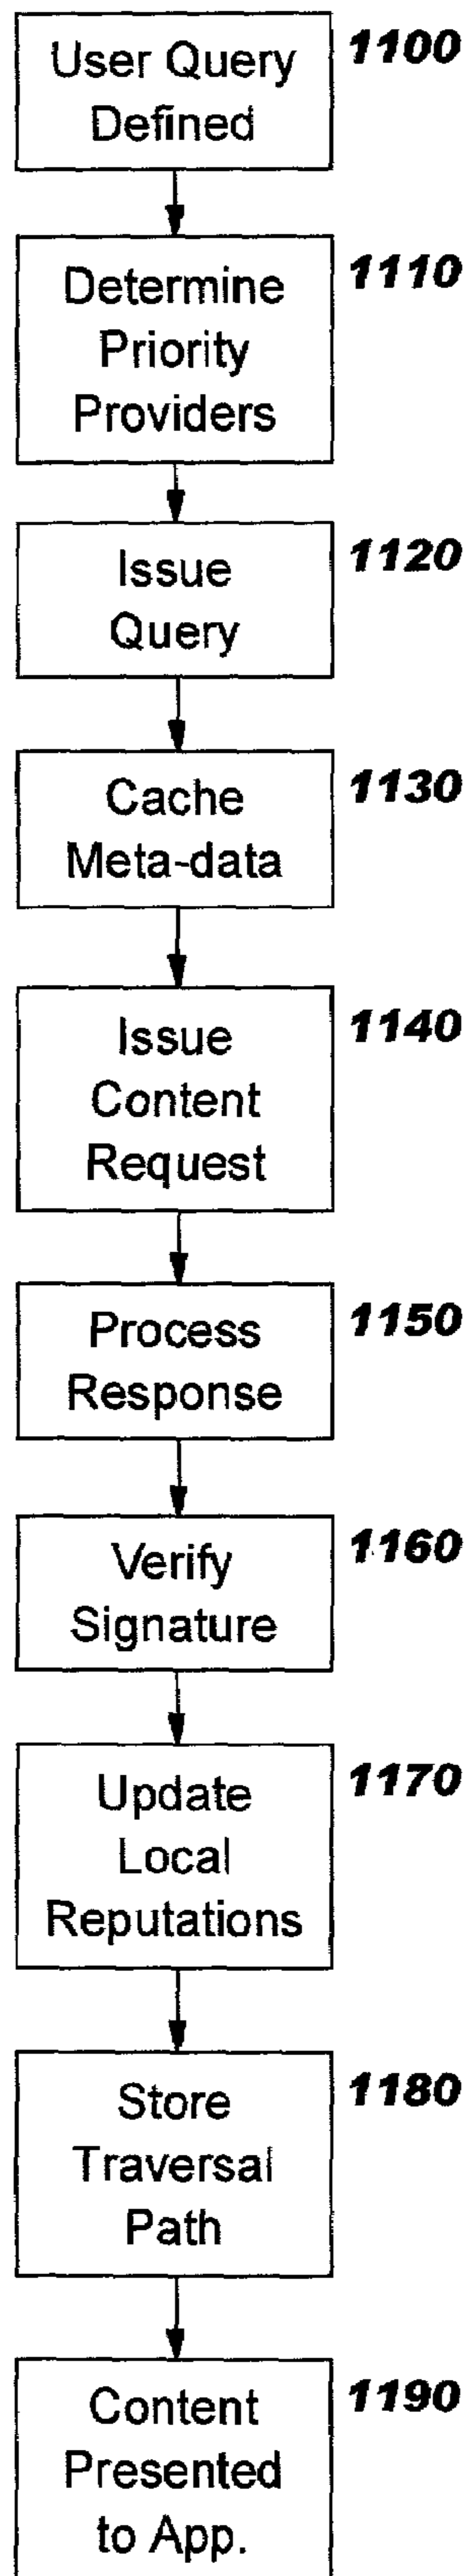 User Query 1100
Defined
Determine 1110
Priority
Providers
Issue 1120
Query
Cache 1130
Meta-data
Issue 1140
Content
Request
Process 1150
Response
Verify 1160
Signature
Update 1170
Local
Reputations
Store 1180
Traversal
Path
Content 1190
Presented
to App.